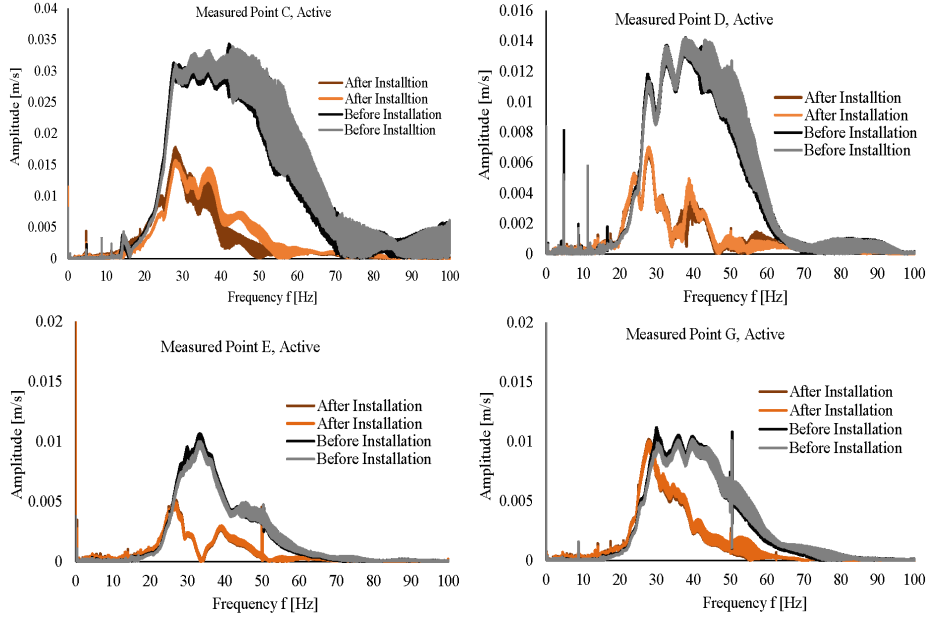 Measured Point C, Active
0.04
0.035
0.03
0.025
0.02
0.015
0.01
0.005
0
Amplitude [m/s]
After Installtion
After Installation
Before Installation
Before Installtion
0 10 20 30 40 50 60 70 80 90 100
Frequency f [Hz]
Measured Point D, Active
0.016
0.014
0.012
0.01
0.008
0.006
0.004
0.002
0
Amplitude [m/s]
After Installtion
After Installation
Before Installation
Before Installtion
0 10 20 30 40 50 60 70 80 90 100
Frequency f [Hz]
Measured Point E, Active
0.02
0.015
0.01
0.005
0
Amplitude [m/s]
After Installation
After Installation
Before Installation
Before Installation
0 10 20 30 40 50 60 70 80 90 100
Frequency f [Hz]
Measured Point G, Active
0.02
0.015
0.01
0.005
0
Amplitude [m/s]
After Installation
After Installation
Before Installation
Before Installation
0 10 20 30 40 50 60 70 80 90 100
Frequency f [Hz]